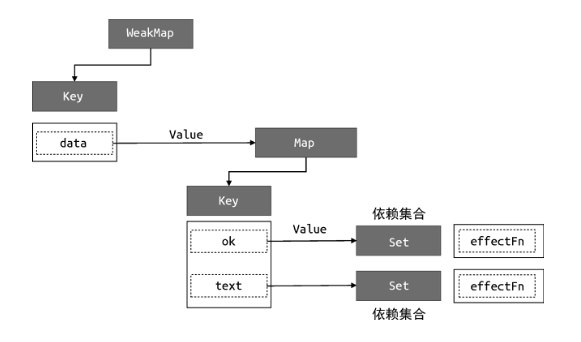 WeakMap
Key
data
Value
Map
Key
依赖集合
ok
Value
Set
effectFn
text
Set
effectFn
依赖集合